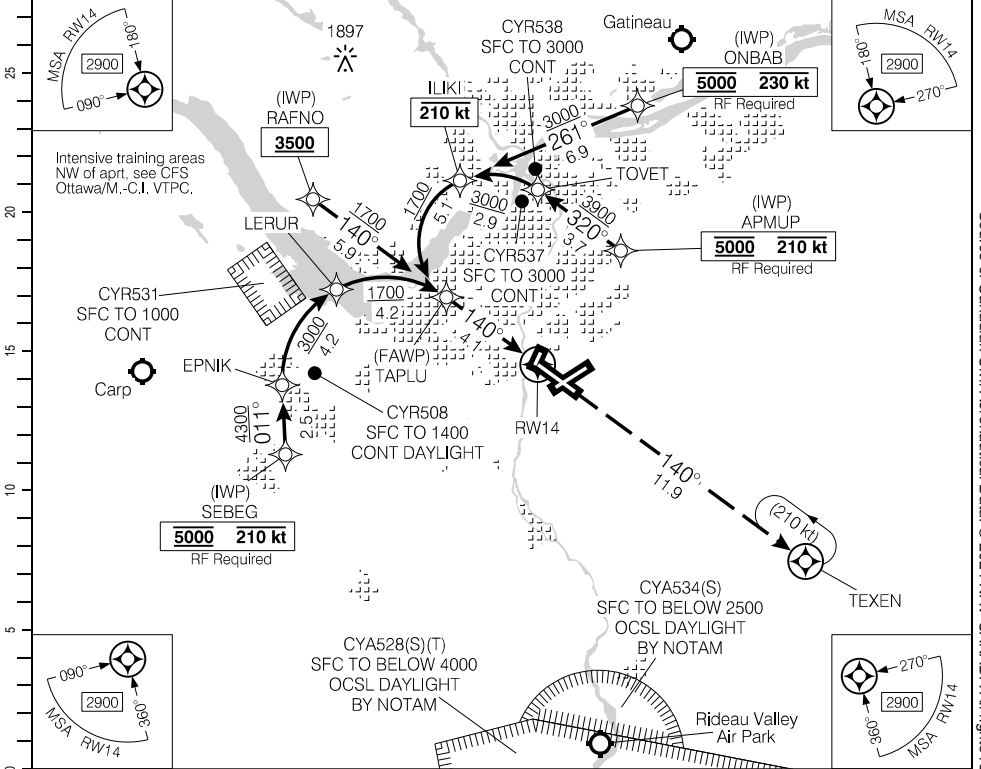 MSA RW14
180°
2900
090°
1897
CYR538
SFC TO 3000
CONT
Gatineau
(IWP)
ONBAB
5000 230 kt
RF Required
MSA RW14
180°
2900
270°
25
ILIKI
210 kt
(IWP)
RAFNO
3500
3000
261°
6.9
Intensive training areas
NW of aprt, see CFS
Ottawa/M.-C.I. VTPC.
TOVET
20
LERUR
1700
140°
5.9
1700
5.1
3000
2.9
3900
320°
3.7
(IWP)
APMUP
5000 210 kt
RF Required
CYR537
SFC TO 3000
CONT
CYR531
SFC TO 1000
CONT
1700
4.2
140°
4.1
15
3000
4.2
EPNIK
(FAWP)
TAPLU
Carp
RW14
CYR508
SFC TO 1400
CONT DAYLIGHT
4300
011°
2.5
140°
11.9
10
(IWP)
SEBEG
5000 210 kt
RF Required
(210 kt)
TEXEN
CYA534(S)
SFC TO BELOW 2500
OCSL DAYLIGHT
BY NOTAM
5
CYA528(S)(T)
SFC TO BELOW 4000
OCSL DAYLIGHT
BY NOTAM
Rideau Valley
Air Park
090°
2900
360°
MSA RW14
270°
2900
360°
MSA RW14
0